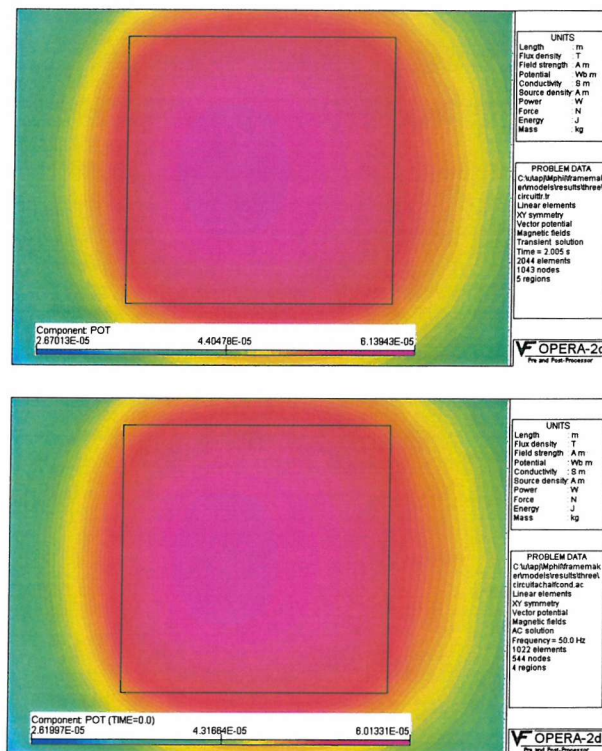 UNITS
Length : m
Flux density : T
Field strength : A m
Potential : Wb m
Conductivity : S m
Source density : A m
Power : W
Force : N
Energy : J
Mass : kg
PROBLEM DATA
Linear elements
XY symmetry
Vector potential
Magnetic fields
Transient solution
Time = 2.005 s
2044 elements
1043 nodes
5 regions
Component: POT
2.67013E-05 4.40478E-05 6.13943E-05
VF OPERA-2d
Pre and Post-Processor
UNITS
Length : m
Flux density : T
Field strength : A m
Potential : Wb m
Conductivity : S m
Source density : A m
Power : W
Force : N
Energy : J
Mass : kg
PROBLEM DATA
Linear elements
XY symmetry
Vector potential
Magnetic fields
AC solution
Frequency = 50.0 Hz
1022 elements
544 nodes
4 regions
Component: POT (TIME=0.0)
2.61997E-05 4.31664E-05 6.01331E-05
VF OPERA-2d
Pre and Post-Processor